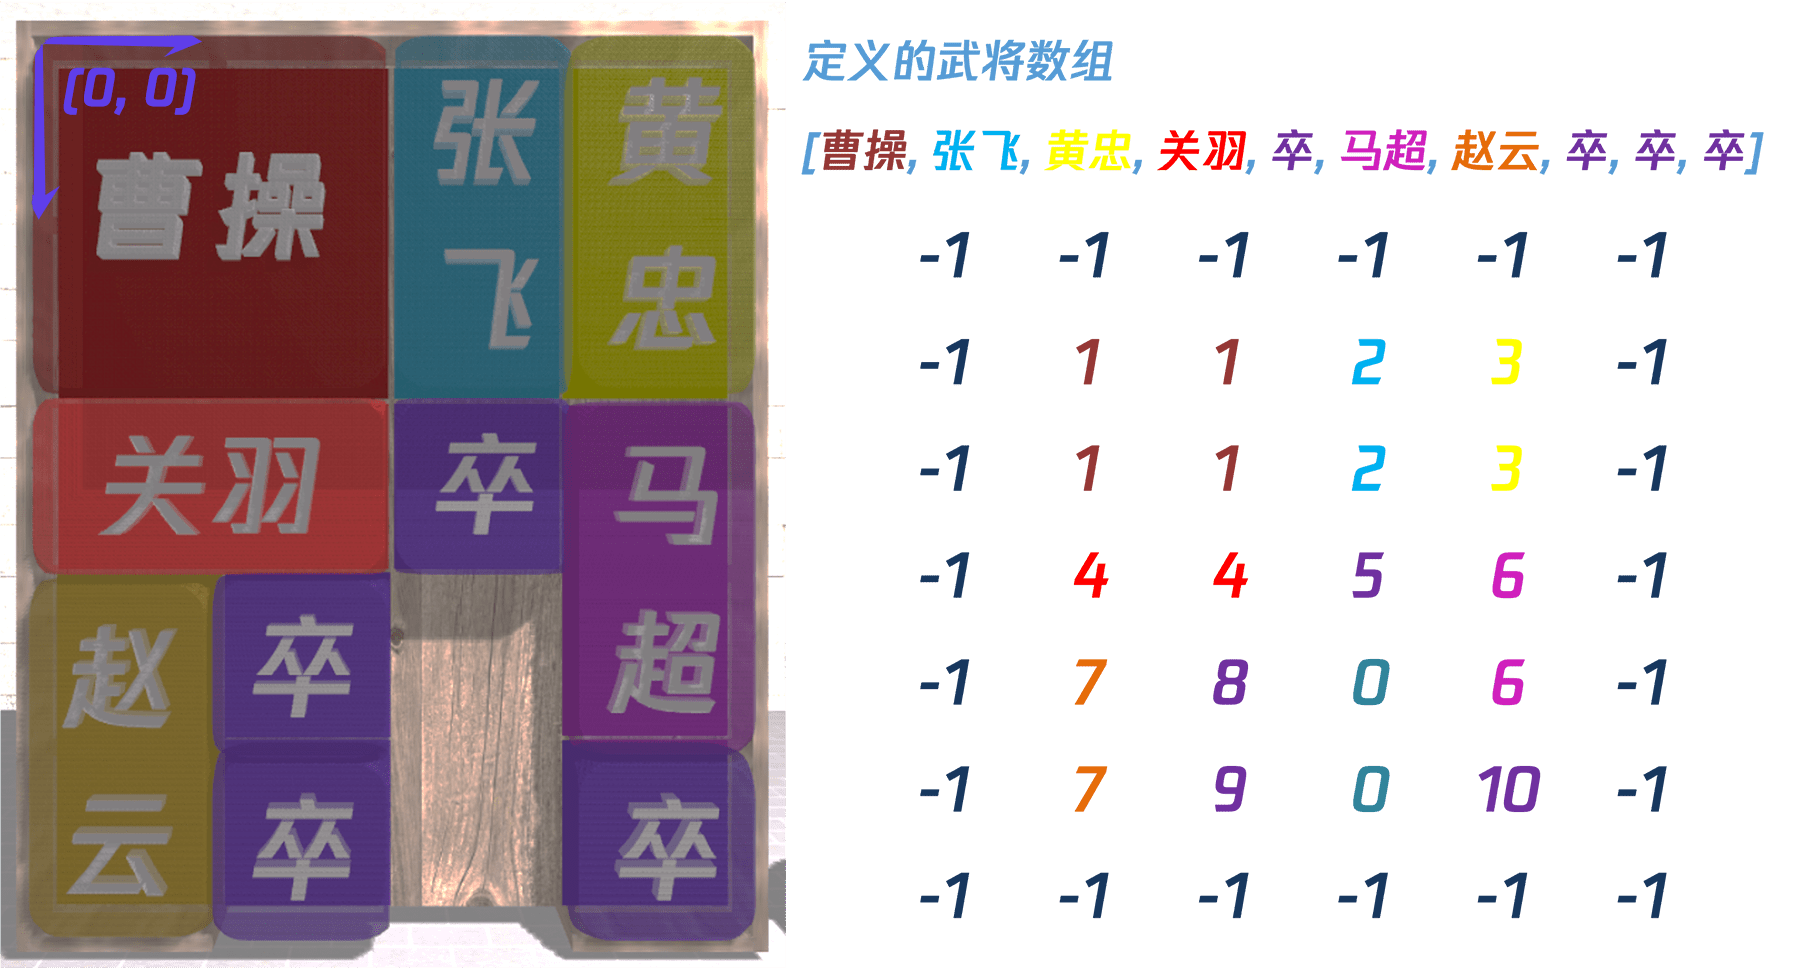 (0, 0)
曹操
张飞
黄忠
关羽
卒
马超
赵云
卒
卒
卒
定义的武将数组
[曹操, 张飞, 黄忠, 关羽, 卒, 马超, 赵云, 卒, 卒, 卒]
-1 -1 -1 -1 -1 -1
-1 1 1 2 3 -1
-1 1 1 2 3 -1
-1 4 4 5 6 -1
-1 7 8 0 6 -1
-1 7 9 0 10 -1
-1 -1 -1 -1 -1 -1